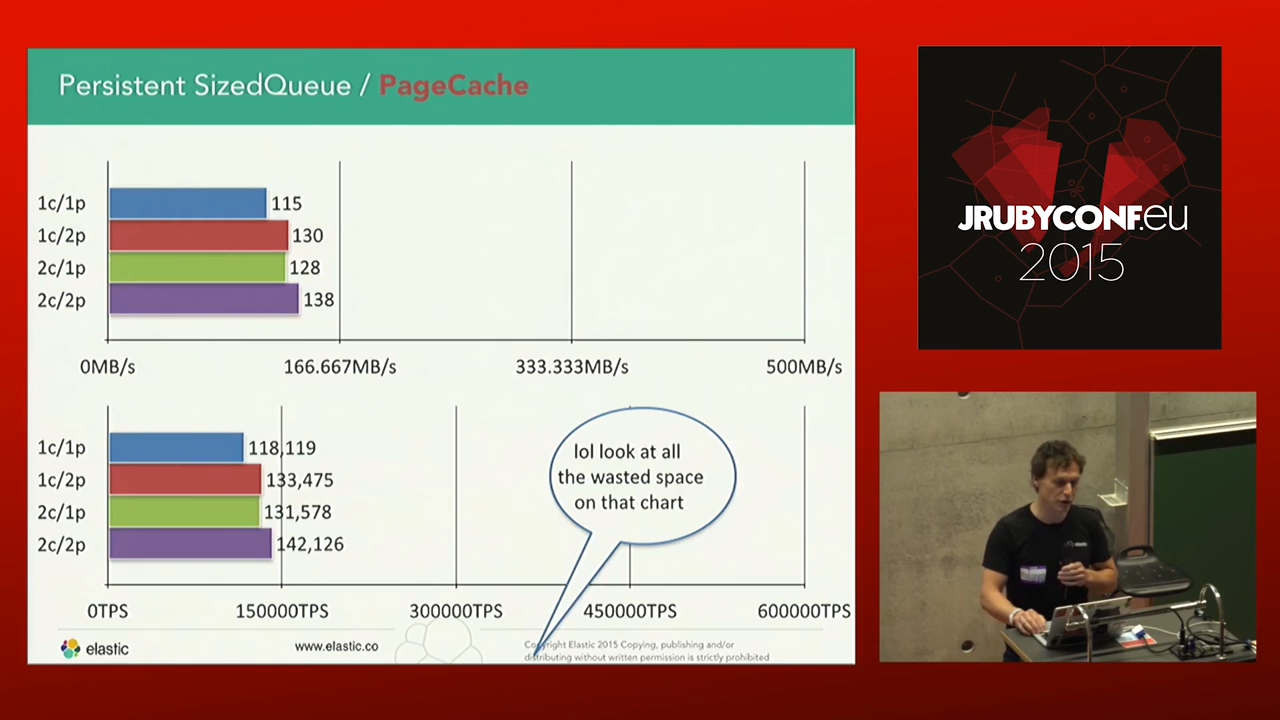 Persistent SizedQueue / PageCache
1c/1p
115
1c/2p
130
2c/1p
128
2c/2p
138
0MB/s
166.667MB/s
333.333MB/s
500MB/s
1c/1p
118,119
1c/2p
133,475
2c/1p
131,578
2c/2p
142,126
lol look at all
the wasted space
on that chart
0TPS
150000TPS
300000TPS
450000TPS
600000TPS
elastic
www.elastic.co
Copyright Elastic 2015 Copying, publishing and/or
distributing without written permission is strictly prohibited
JRUBYCONF.eu
2015
elastic